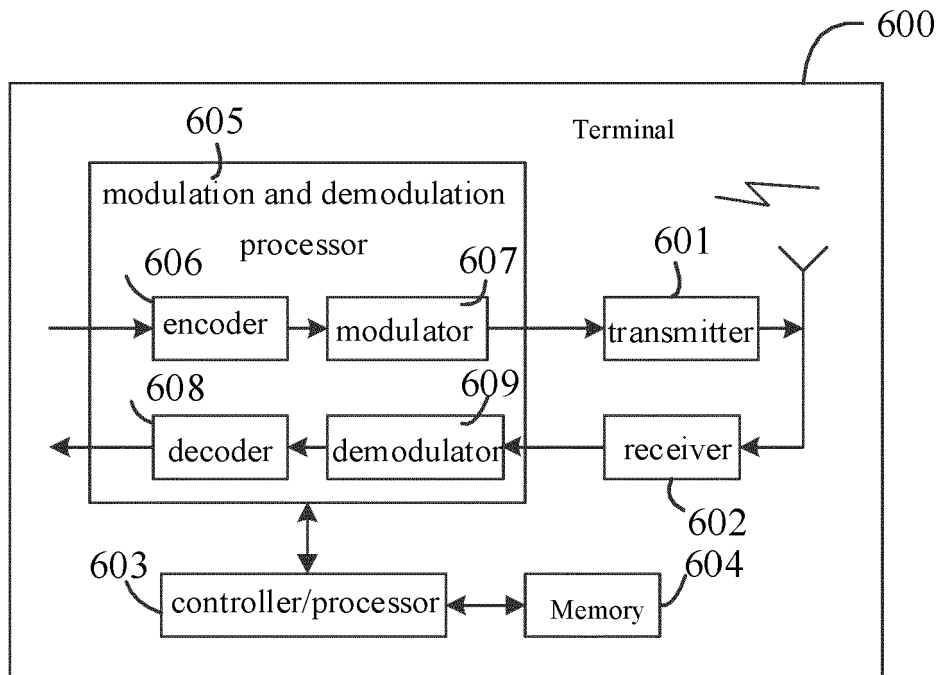 600
605
Terminal
modulation and demodulation
processor
606
607
601
encoder
modulator
transmitter
608
609
decoder
demodulator
receiver
602
603
604
controller/processor
Memory